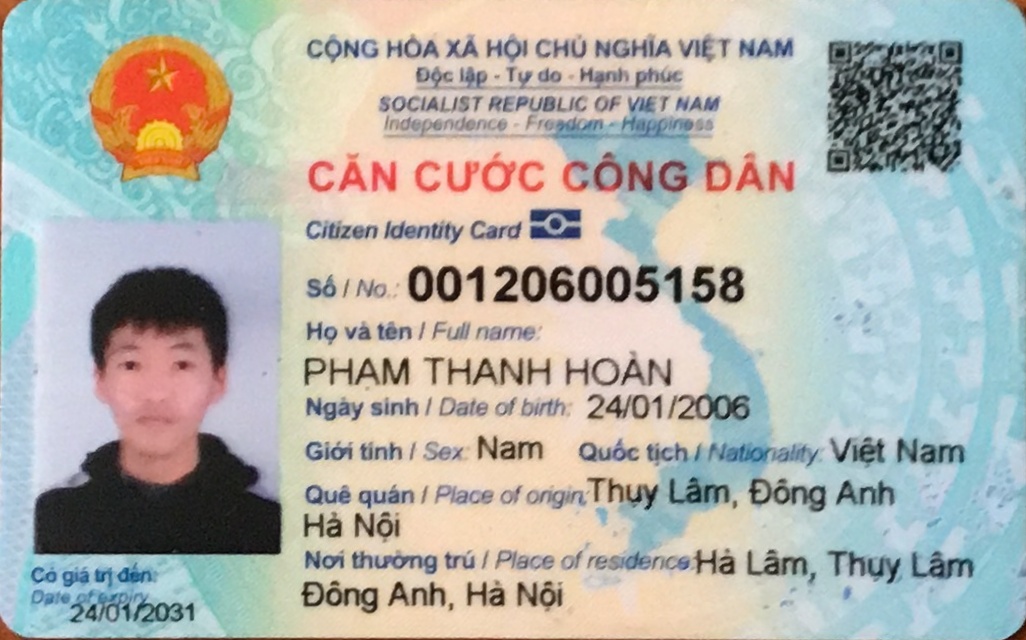 CỘNG HÒA XÃ HỘI CHỦ NGHĨA VIỆT NAM
Độc lập - Tự do - Hạnh phúc
SOCIALIST REPUBLIC OF VIET NAM
Independence - Freedom - Happiness
CĂN CƯỚC CÔNG DÂN
Citizen Identity Card
Số / No.: 001206005158
Họ và tên / Full name:
PHẠM THANH HOÀN
Ngày sinh / Date of birth: 24/01/2006
Giới tính / Sex: Nam Quốc tịch / Nationality: Việt Nam
Quê quán / Place of origin: Thụy Lâm, Đông Anh
Hà Nội
Nơi thường trú / Place of residence: Hà Lâm, Thụy Lâm
Đông Anh, Hà Nội
Có giá trị đến:
Date of expiry
24/01/2031